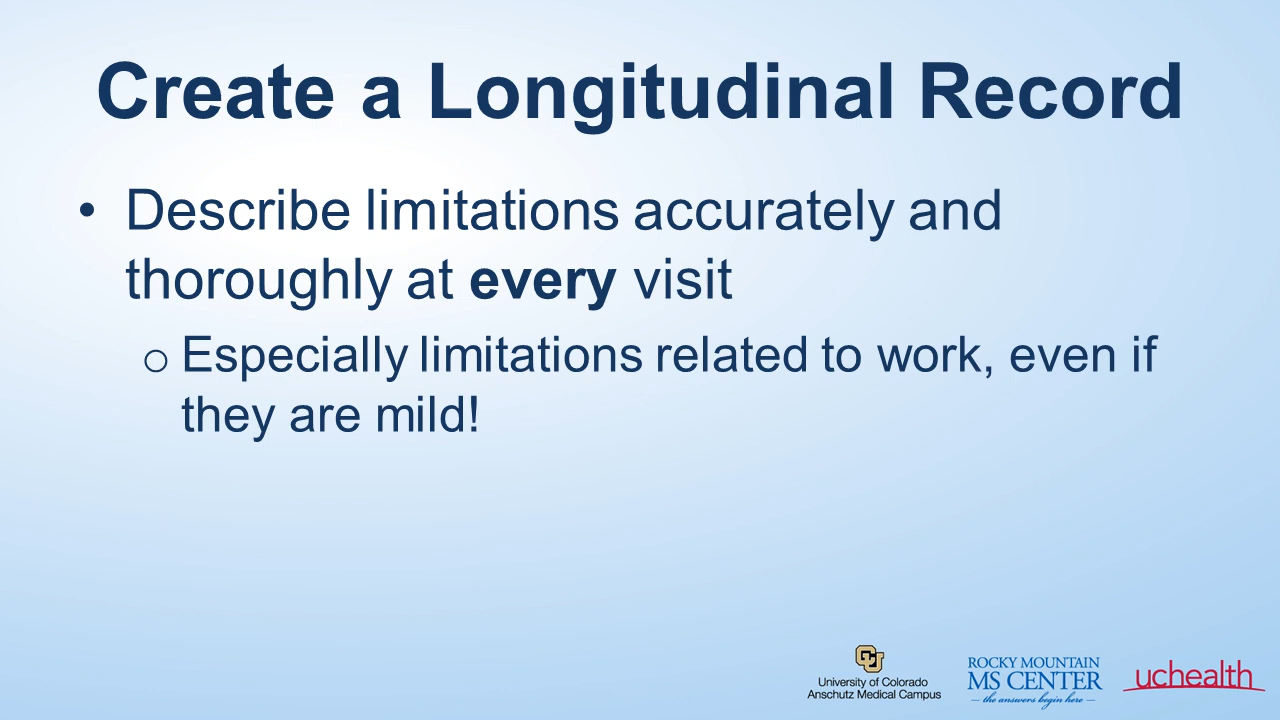 Create a Longitudinal Record
• Describe limitations accurately and
thoroughly at every visit
o Especially limitations related to work, even if
they are mild!
CU
University of Colorado
Anschutz Medical Campus
ROCKY MOUNTAIN
MS CENTER
— the answers begin here —
uchealth